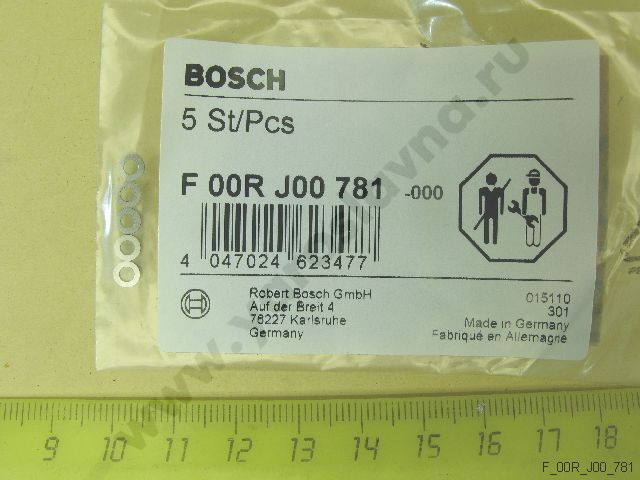 BOSCH
5 St/Pcs
F 00R J00 781 -000
4 047024 623477
Robert Bosch GmbH
Auf der Breit 4
76227 Karlsruhe
Germany
015110
301
Made in Germany
Fabriqué en Allemagne
9 10 11 12 13 14 15 16 17 18
F_00R_J00_781